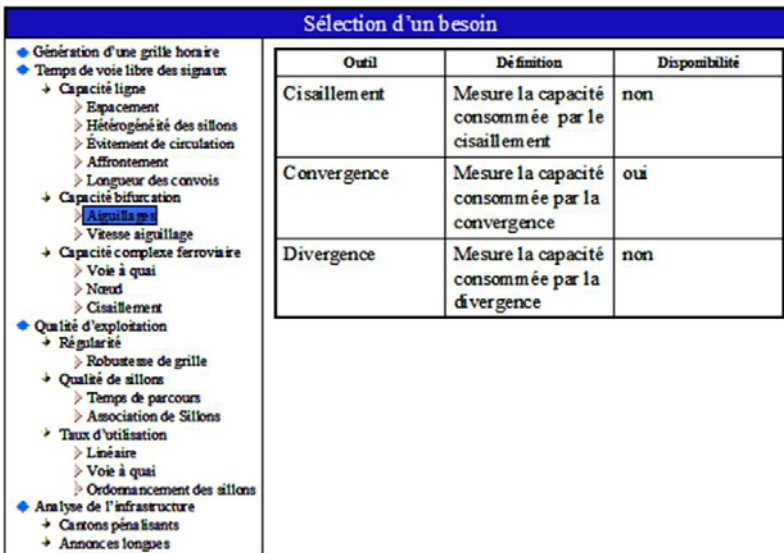 Sélection d'un besoin
Génération d'une grille horaire
Temps de voie libre des signaux
Capacité ligne
Espacement
Hétérogénéité des sillons
Évitement de circulation
Affrontement
Longueur des convois
Capacité bifurcation
Aiguillages
Vitesse aiguillage
Capacité complexe ferroviaire
Voie à quai
Nœud
Cisaillement
Qualité d'exploitation
Régularité
Robustesse de grille
Qualité de sillons
Temps de parcours
Association de Sillons
Taux d'utilisation
Linéaire
Voie à quai
Ordonnancement des sillons
Analyse de l'infrastructure
Cantons pénalisants
Annonces longues
Outil Définition Disponibilité
Cisaillement Mesure la capacité non
consommée par le
cisaillement
Convergence Mesure la capacité oui
consommée par la
convergence
Divergence Mesure la capacité non
consommée par la
divergence